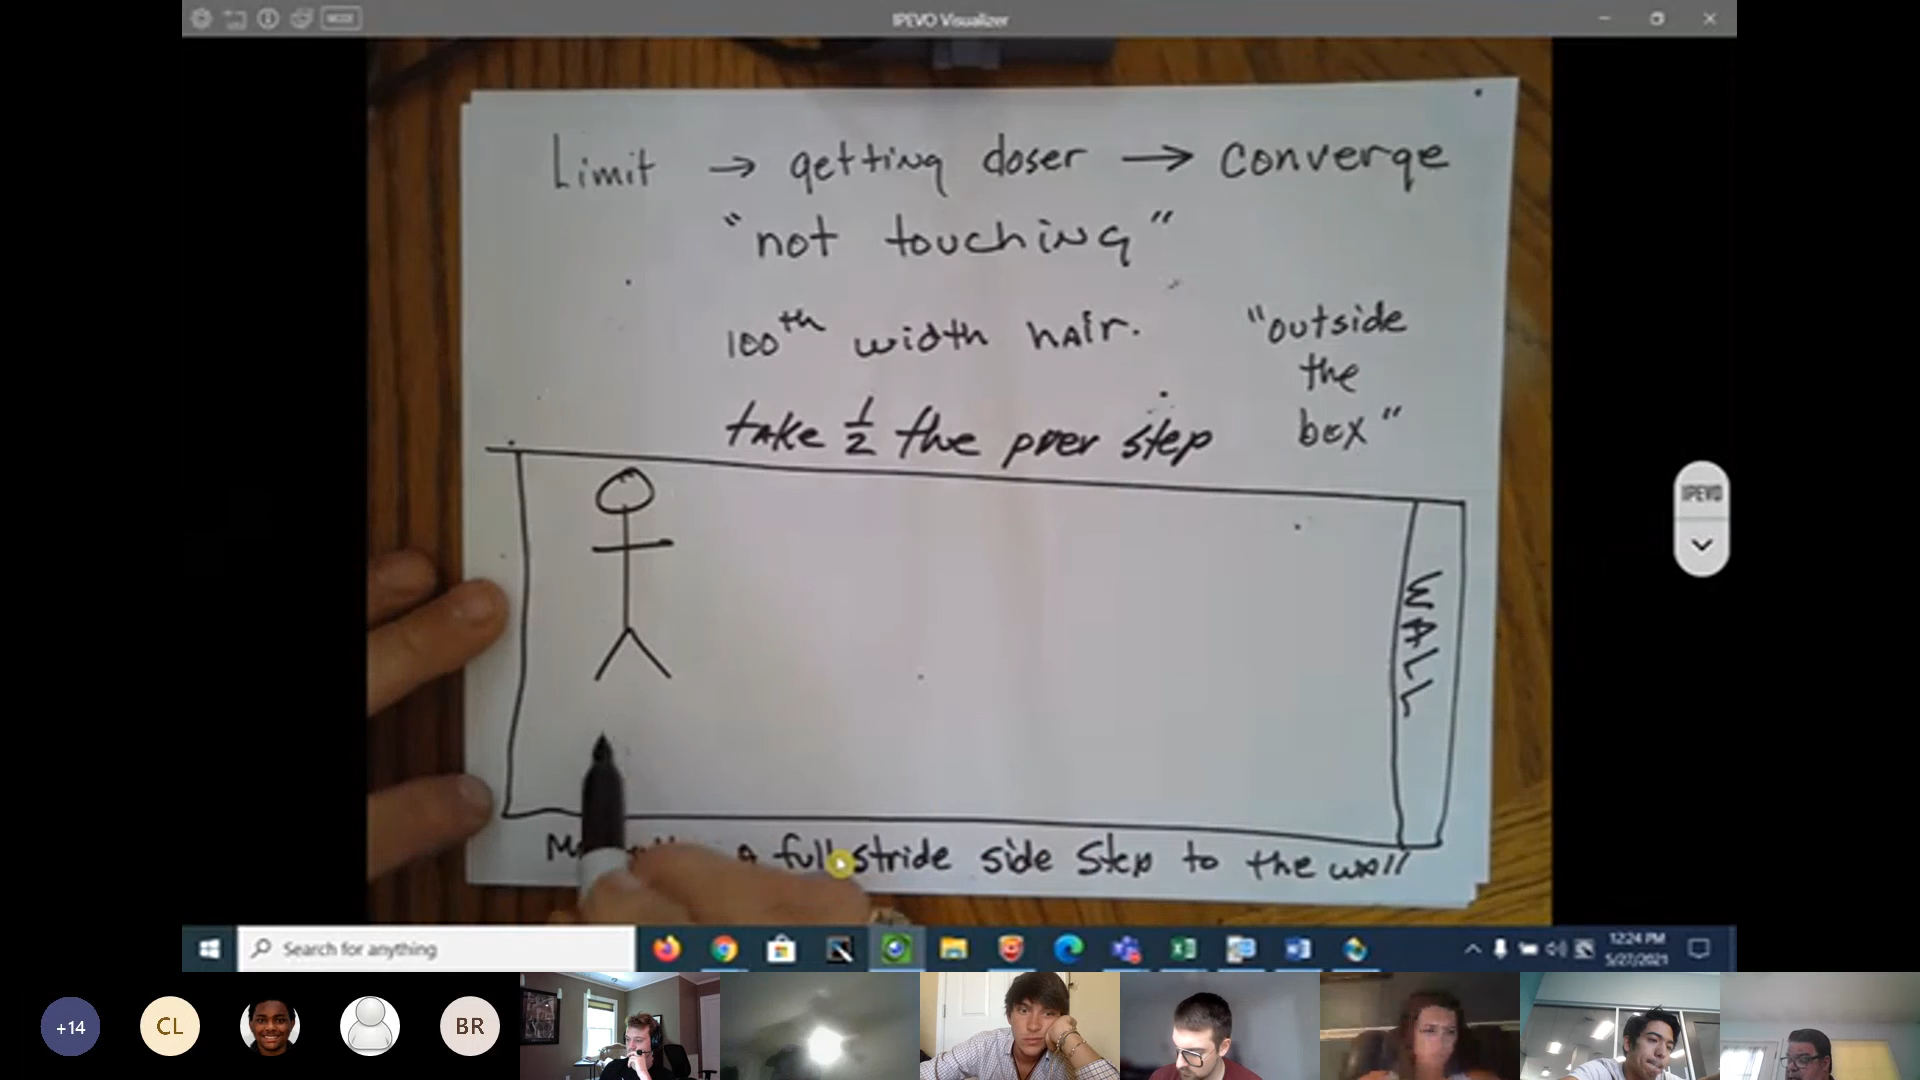 MODE
IPEVO Visualizer
Limit → getting closer → converge
"not touching"
100th width hair.
"outside
the
box"
take 1/2 the prev step
WALL
a full stride side step to the wall
IPEVO
Search for anything
12:24 PM
5/27/2021
+14
CL
BR